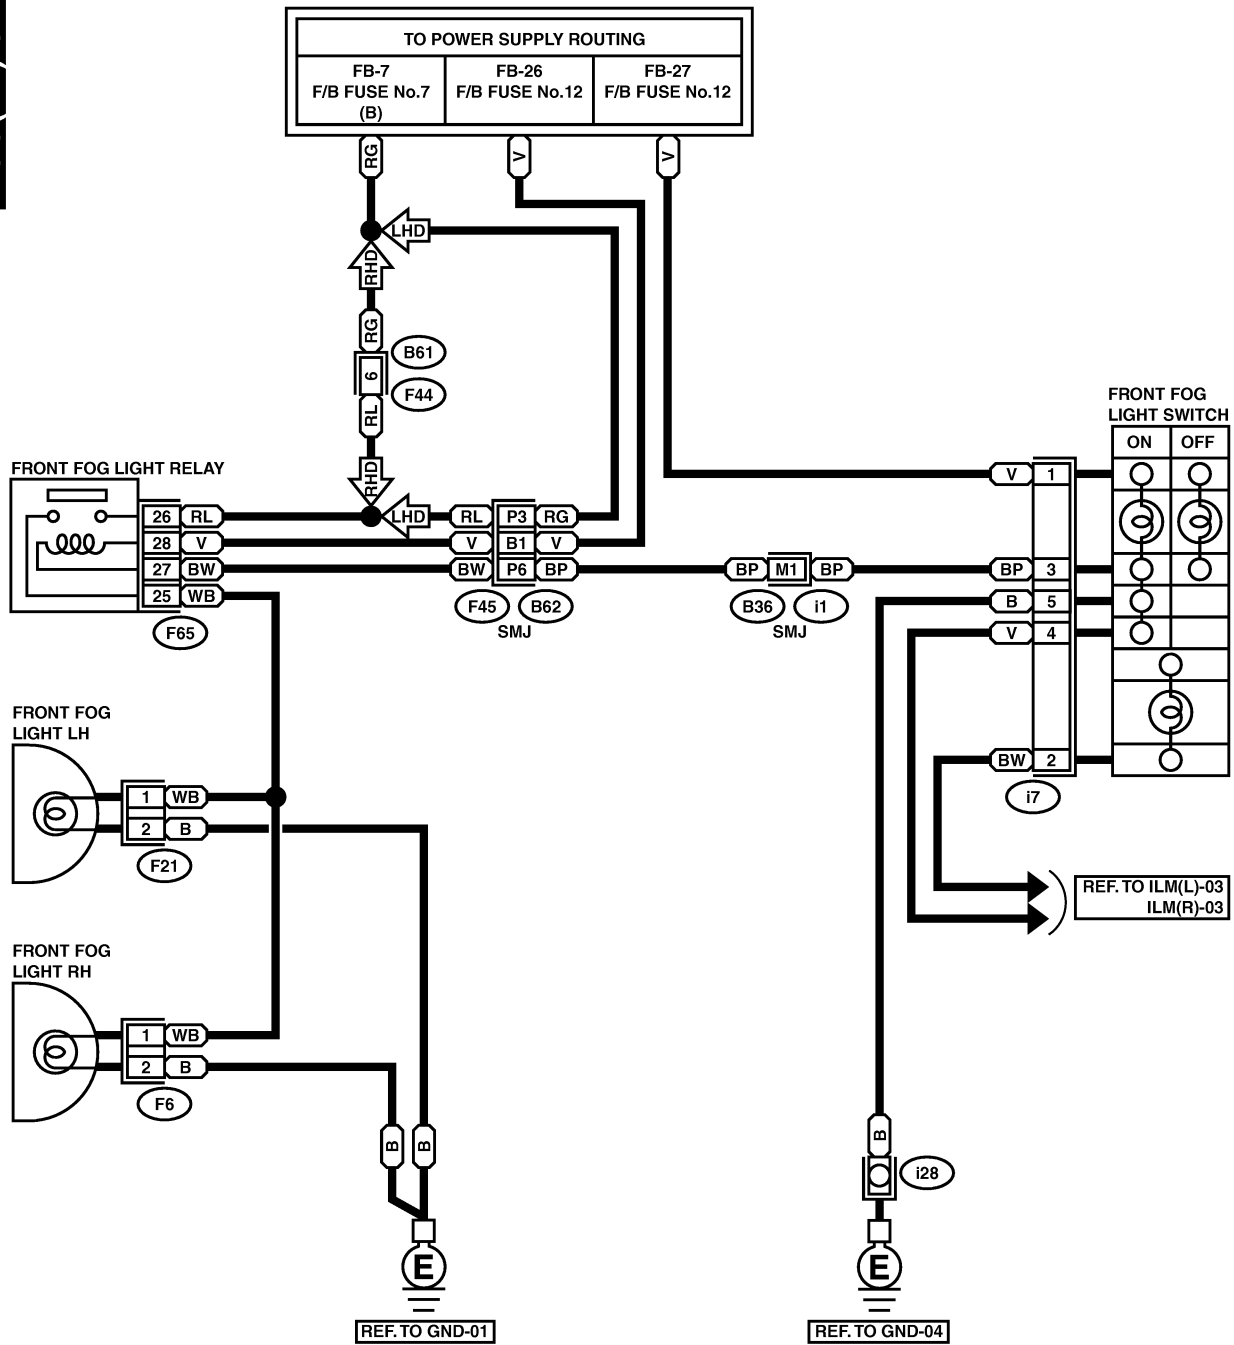 TO POWER SUPPLY ROUTING
FB-7
F/B FUSE No.7
(B)
FB-26
F/B FUSE No.12
FB-27
F/B FUSE No.12
RG
V
V
LHD
RHD
RG
6
B61
F44
RL
RHD
FRONT FOG
LIGHT SWITCH
ON OFF
FRONT FOG LIGHT RELAY
26 RL
LHD
RL P3 RG
28 V
V B1 V
27 BW
BW P6 BP
25 WB
F65
F45 B62
SMJ
BP M1 BP
B36 i1
SMJ
V 1
BP 3
B 5
V 4
BW 2
i7
REF. TO ILM(L)-03
ILM(R)-03
FRONT FOG
LIGHT LH
1 WB
2 B
F21
FRONT FOG
LIGHT RH
1 WB
2 B
F6
B
B
B
i28
E
E
REF. TO GND-01
REF. TO GND-04